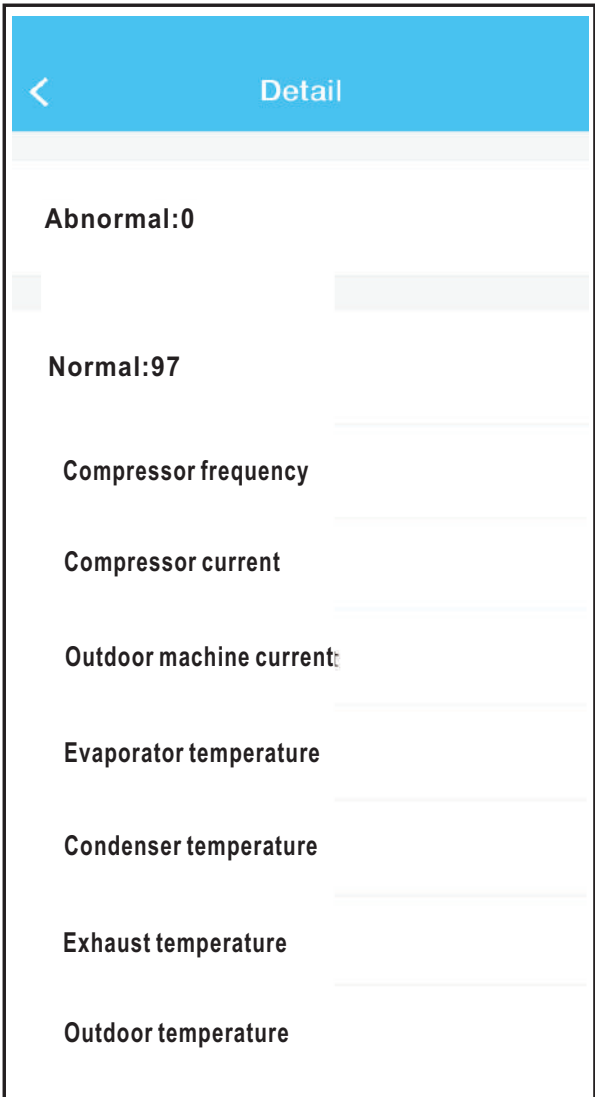 Detail
Abnormal:0
Normal:97
Compressor frequency
Compressor current
Outdoor machine current
Evaporator temperature
Condenser temperature
Exhaust temperature
Outdoor temperature